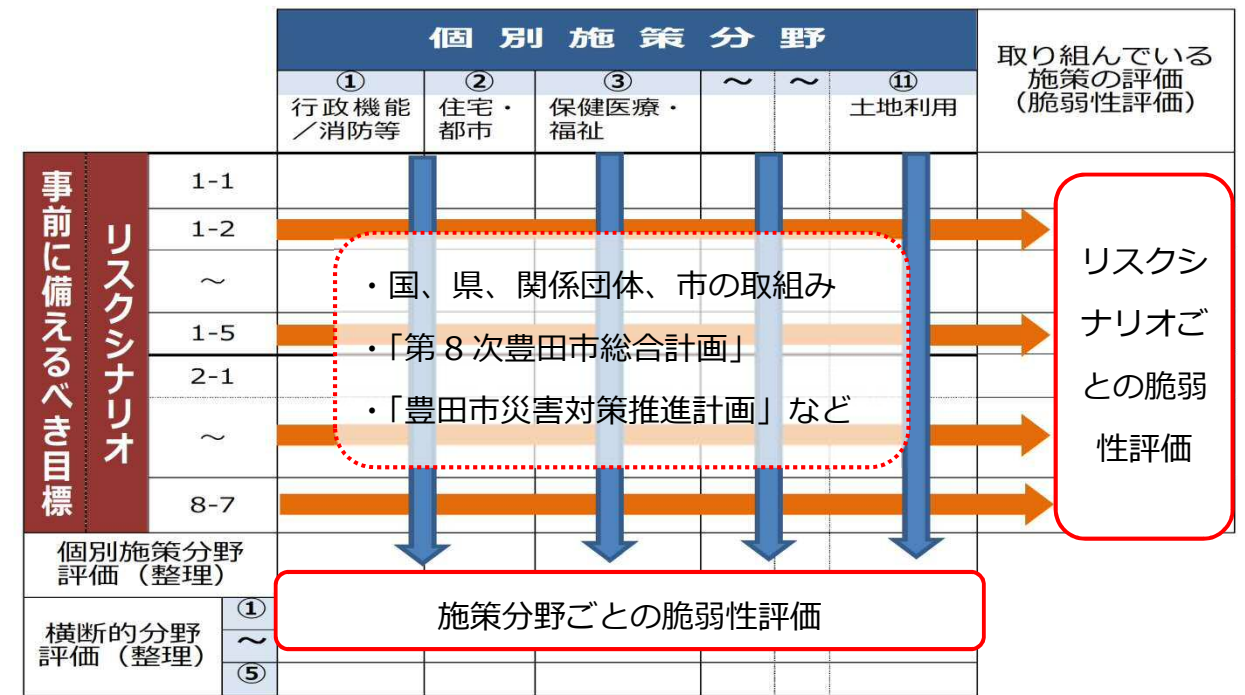 個別施策分野
取り組んでいる
施策の評価
(脆弱性評価)
① ② ③ ～ ～ ⑪
行政機能
／消防等
住宅・
都市
保健医療・
福祉
土地利用
事前に備えるべき目標
リスクシナリオ
1-1
1-2
～
1-5
2-1
～
8-7
・国、県、関係団体、市の取組み
・「第8次豊田市総合計画」
・「豊田市災害対策推進計画」など
リスクシ
ナリオご
との脆弱
性評価
個別施策分野
評価（整理）
施策分野ごとの脆弱性評価
横断的分野
評価（整理）
①
～
⑤